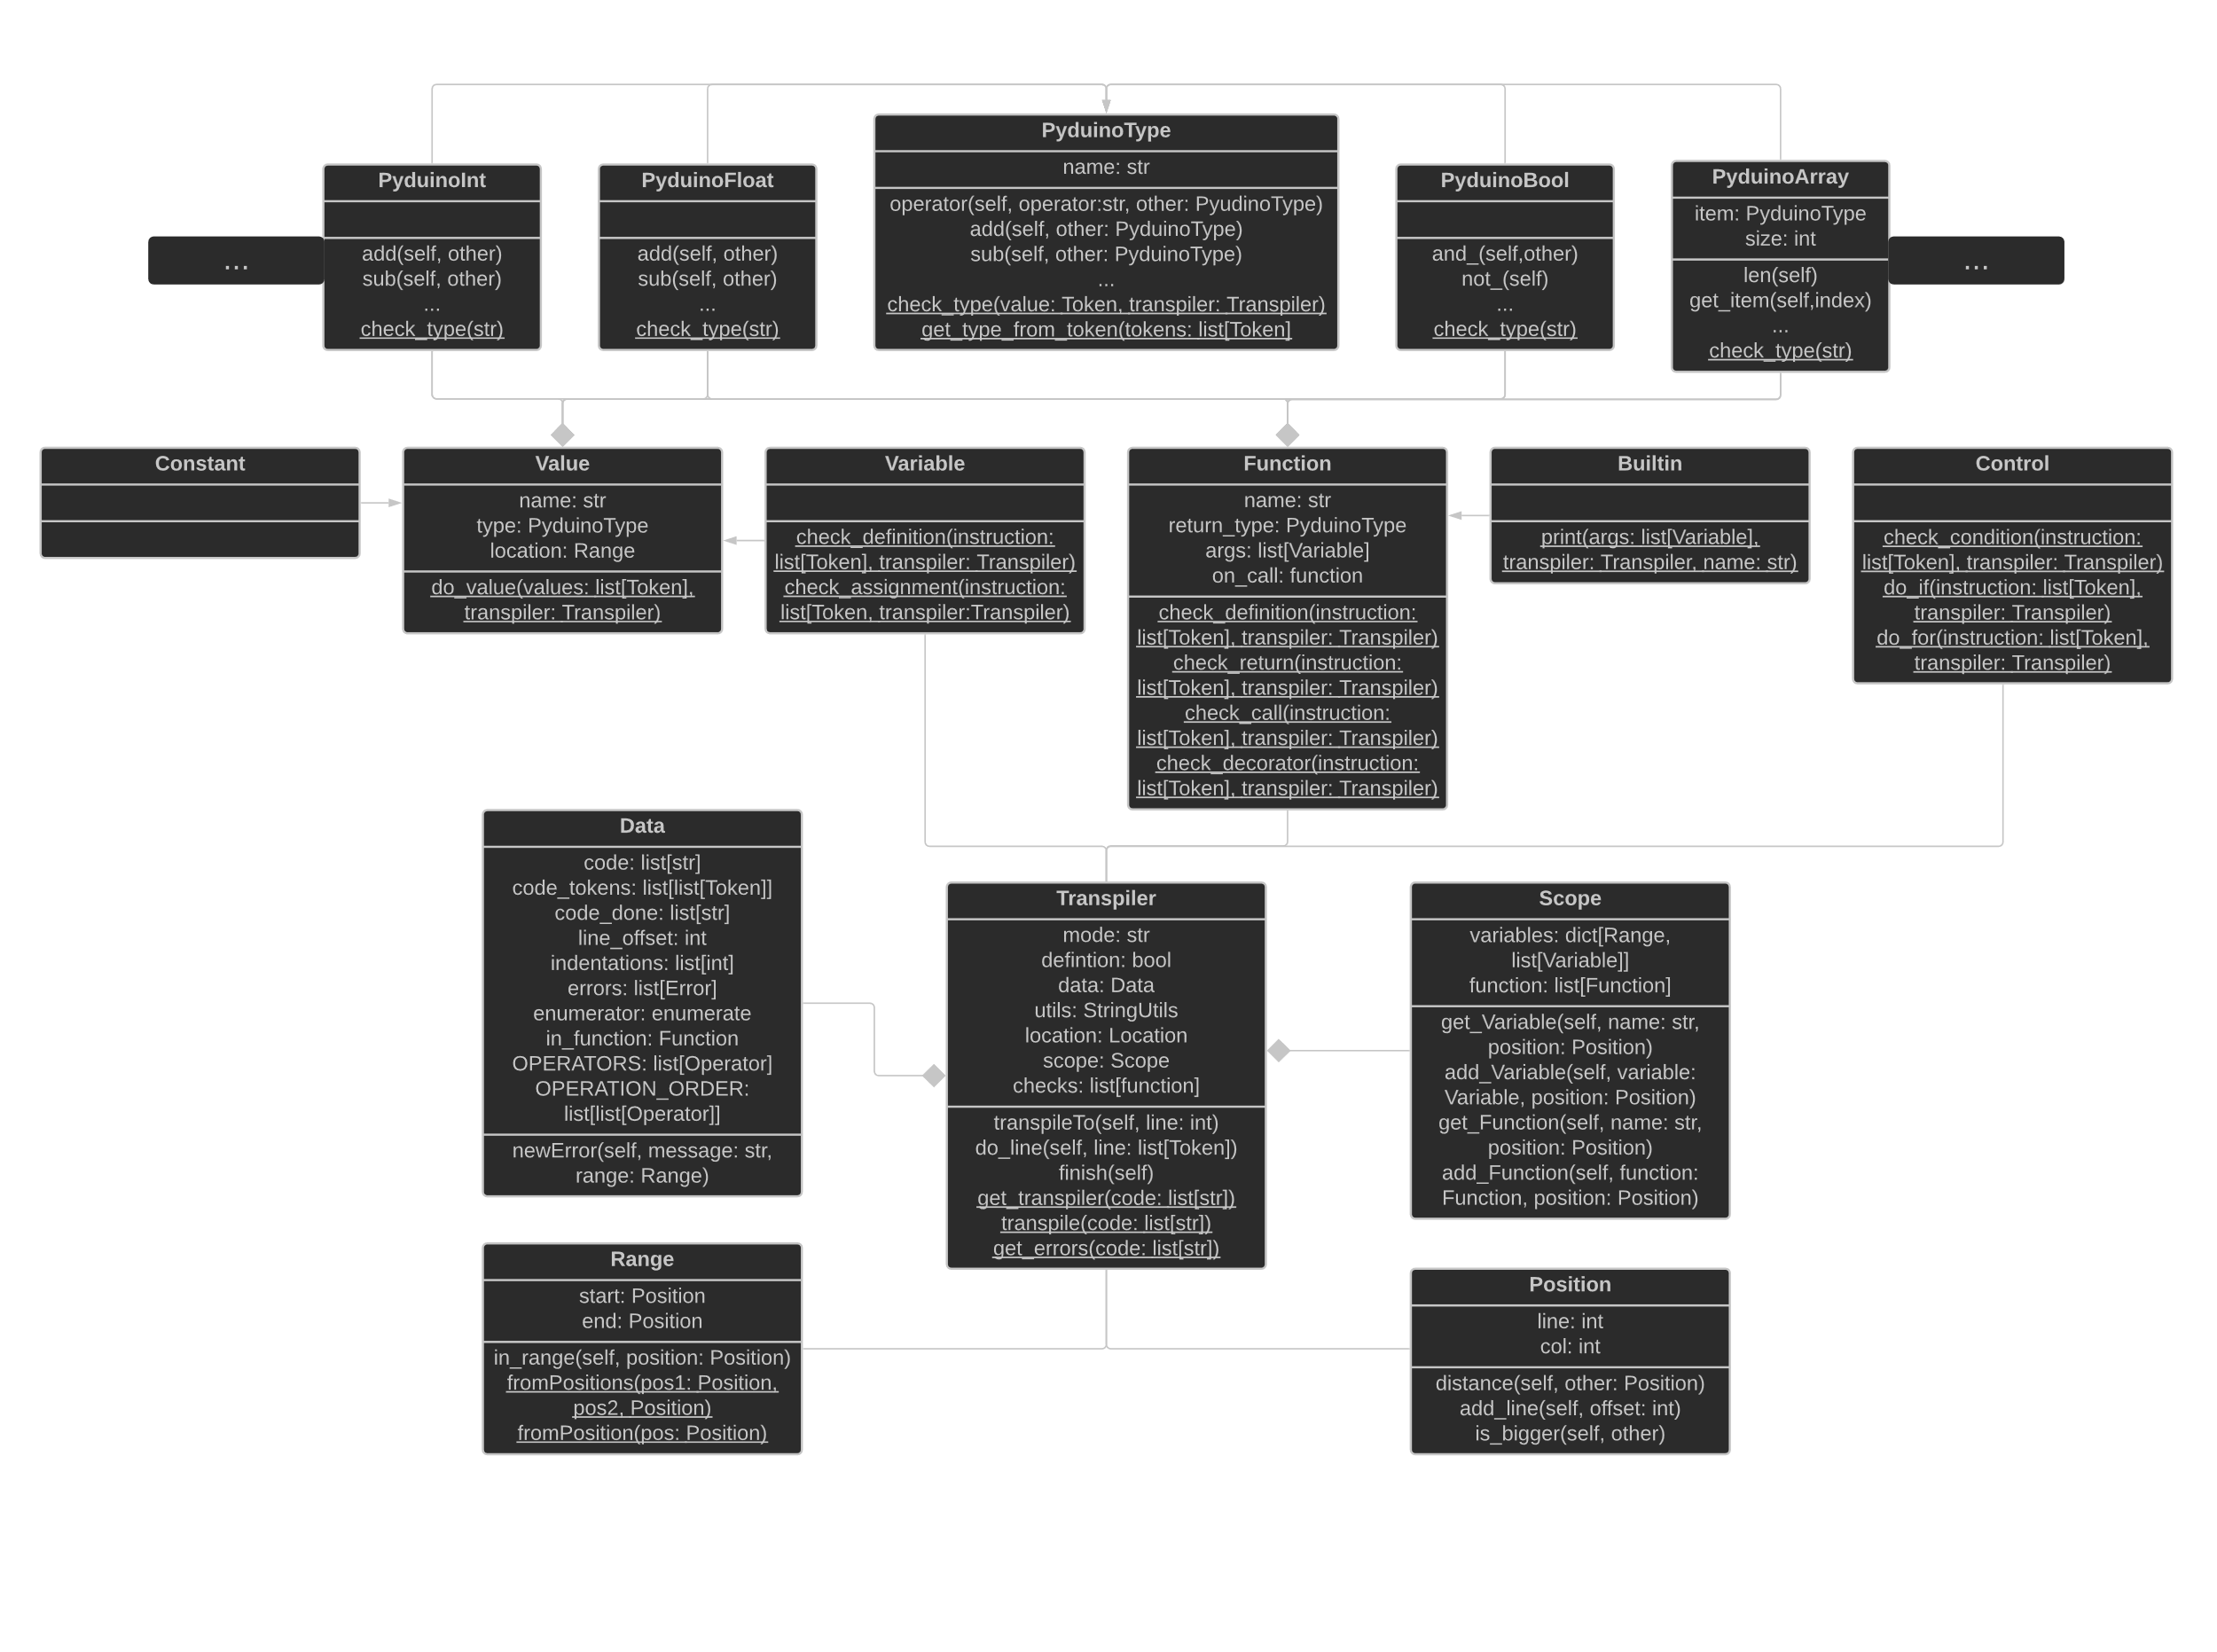 PyduinoType
name: str
operator(self, operator:str, other: PyudinoType)
add(self, other: PyduinoType)
sub(self, other: PyduinoType)
...
check_type(value: Token, transpiler: Transpiler)
get_type_from_token(tokens: list[Token]
...
PyduinoInt
add(self, other)
sub(self, other)
...
check_type(str)
PyduinoFloat
add(self, other)
sub(self, other)
...
check_type(str)
PyduinoBool
and_(self,other)
not_(self)
...
check_type(str)
PyduinoArray
item: PyduinoType
size: int
len(self)
get_item(self,index)
...
check_type(str)
...
Constant
Value
name: str
type: PyduinoType
location: Range
do_value(values: list[Token],
transpiler: Transpiler)
Variable
check_definition(instruction:
list[Token], transpiler: Transpiler)
check_assignment(instruction:
list[Token, transpiler:Transpiler)
Function
name: str
return_type: PyduinoType
args: list[Variable]
on_call: function
check_definition(instruction:
list[Token], transpiler: Transpiler)
check_return(instruction:
list[Token], transpiler: Transpiler)
check_call(instruction:
list[Token], transpiler: Transpiler)
check_decorator(instruction:
list[Token], transpiler: Transpiler)
Builtin
print(args: list[Variable],
transpiler: Transpiler, name: str)
Control
check_condition(instruction:
list[Token], transpiler: Transpiler)
do_if(instruction: list[Token],
transpiler: Transpiler)
do_for(instruction: list[Token],
transpiler: Transpiler)
Data
code: list[str]
code_tokens: list[list[Token]]
code_done: list[str]
line_offset: int
indentations: list[int]
errors: list[Error]
enumerator: enumerate
in_function: Function
OPERATORS: list[Operator]
OPERATION_ORDER:
list[list[Operator]]
newError(self, message: str,
range: Range)
Transpiler
mode: str
defintion: bool
data: Data
utils: StringUtils
location: Location
scope: Scope
checks: list[function]
transpileTo(self, line: int)
do_line(self, line: list[Token])
finish(self)
get_transpiler(code: list[str])
transpile(code: list[str])
get_errors(code: list[str])
Scope
variables: dict[Range,
list[Variable]]
function: list[Function]
get_Variable(self, name: str,
position: Position)
add_Variable(self, variable:
Variable, position: Position)
get_Function(self, name: str,
position: Position)
add_Function(self, function:
Function, position: Position)
Range
start: Position
end: Position
in_range(self, position: Position)
fromPositions(pos1: Position,
pos2, Position)
fromPosition(pos: Position)
Position
line: int
col: int
distance(self, other: Position)
add_line(self, offset: int)
is_bigger(self, other)